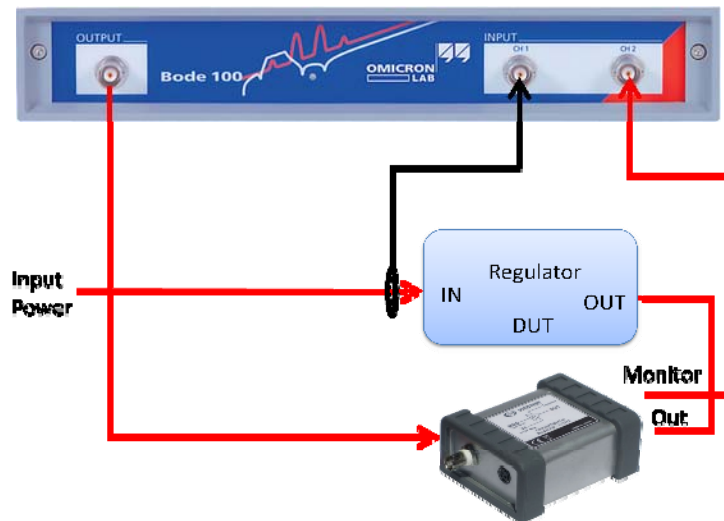 OUTPUT
INPUT
CH 1
CH 2
Bode 100
OMICRON
LAB
Input
Power
Regulator
IN
OUT
DUT
Monitor
Out